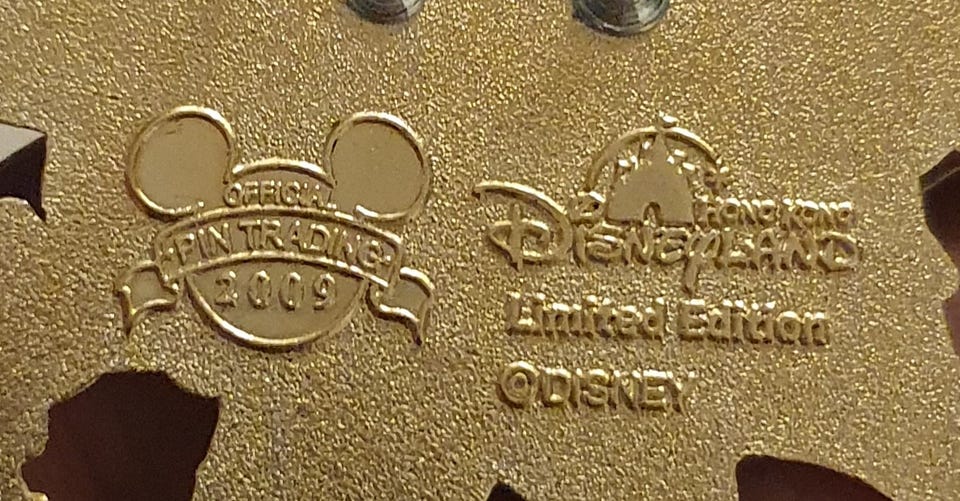 OFFICIAL
PIN TRADING
2009
HONG KONG
DISNEYLAND
Limited Edition
©DISNEY